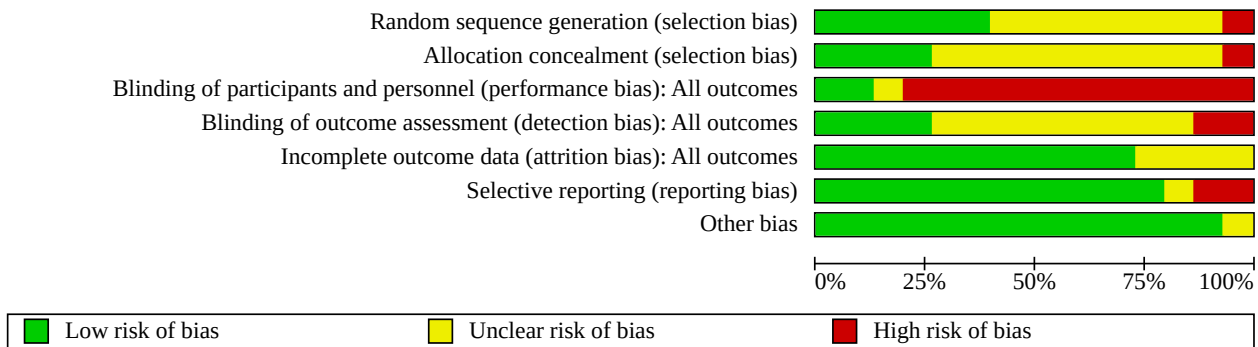 Random sequence generation (selection bias)
Allocation concealment (selection bias)
Blinding of participants and personnel (performance bias): All outcomes
Blinding of outcome assessment (detection bias): All outcomes
Incomplete outcome data (attrition bias): All outcomes
Selective reporting (reporting bias)
Other bias
0% 25% 50% 75% 100%
Low risk of bias Unclear risk of bias High risk of bias